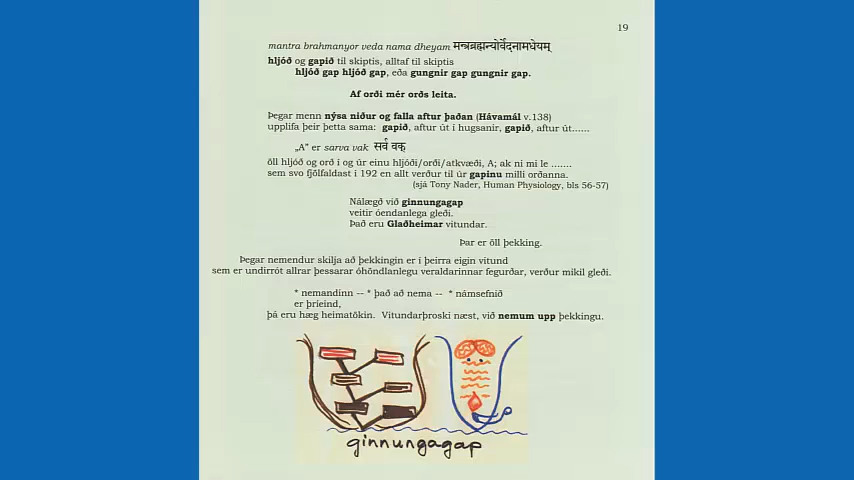 19
mantra brahmanyor veda nama dheyam मन्त्रब्रह्मन्योर्वेदनामधेयम्
hljóð og gapið til skiptis, alltaf til skiptis
hljóð gap hljóð gap, eða gungnir gap gungnir gap.
Af orði mér orðs leita.
Þegar menn nýsa niður og falla aftur þaðan (Hávamál v.138)
upplifa þeir þetta sama: gapið, aftur út í hugsanir, gapið, aftur út......
„A" er sarva vak सर्व वक्
öll hljóð og orð í og úr einu hljóði/orði/atkvæði, A; ak ni mi le .......
sem svo fjölfaldast í 192 en allt verður til úr gapinu milli orðanna.
(sjá Tony Nader, Human Physiology, bls 56-57)
Nálægð við ginnungagap
veitir óendanlega gleði.
Það eru Glaðheimar vitundar.
Þar er öll þekking.
Þegar nemendur skilja að þekkingin er í þeirra eigin vitund
sem er undirrót allrar þessarar óhöndlanlegu veraldarinnar fegurðar, verður mikil gleði.
* nemandinn -- * það að nema -- * námsefnið
er þríeind,
þá eru hæg heimatökin. Vitundarþroski næst, við nemum upp þekkingu.
ginnungagap